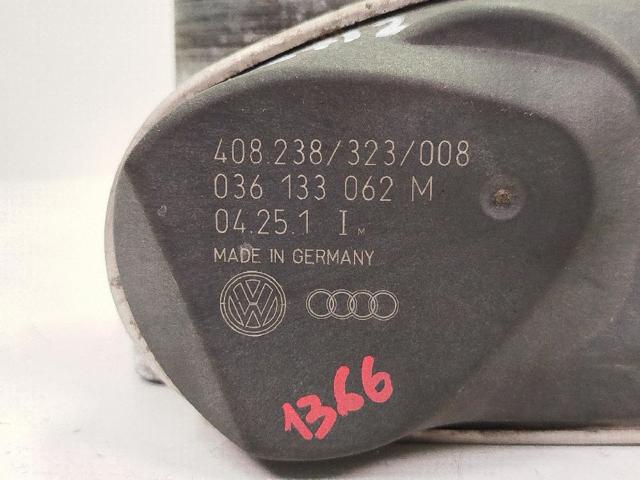 408.238/323/008
036 133 062 M
04.25.1 I M
MADE IN GERMANY
1366